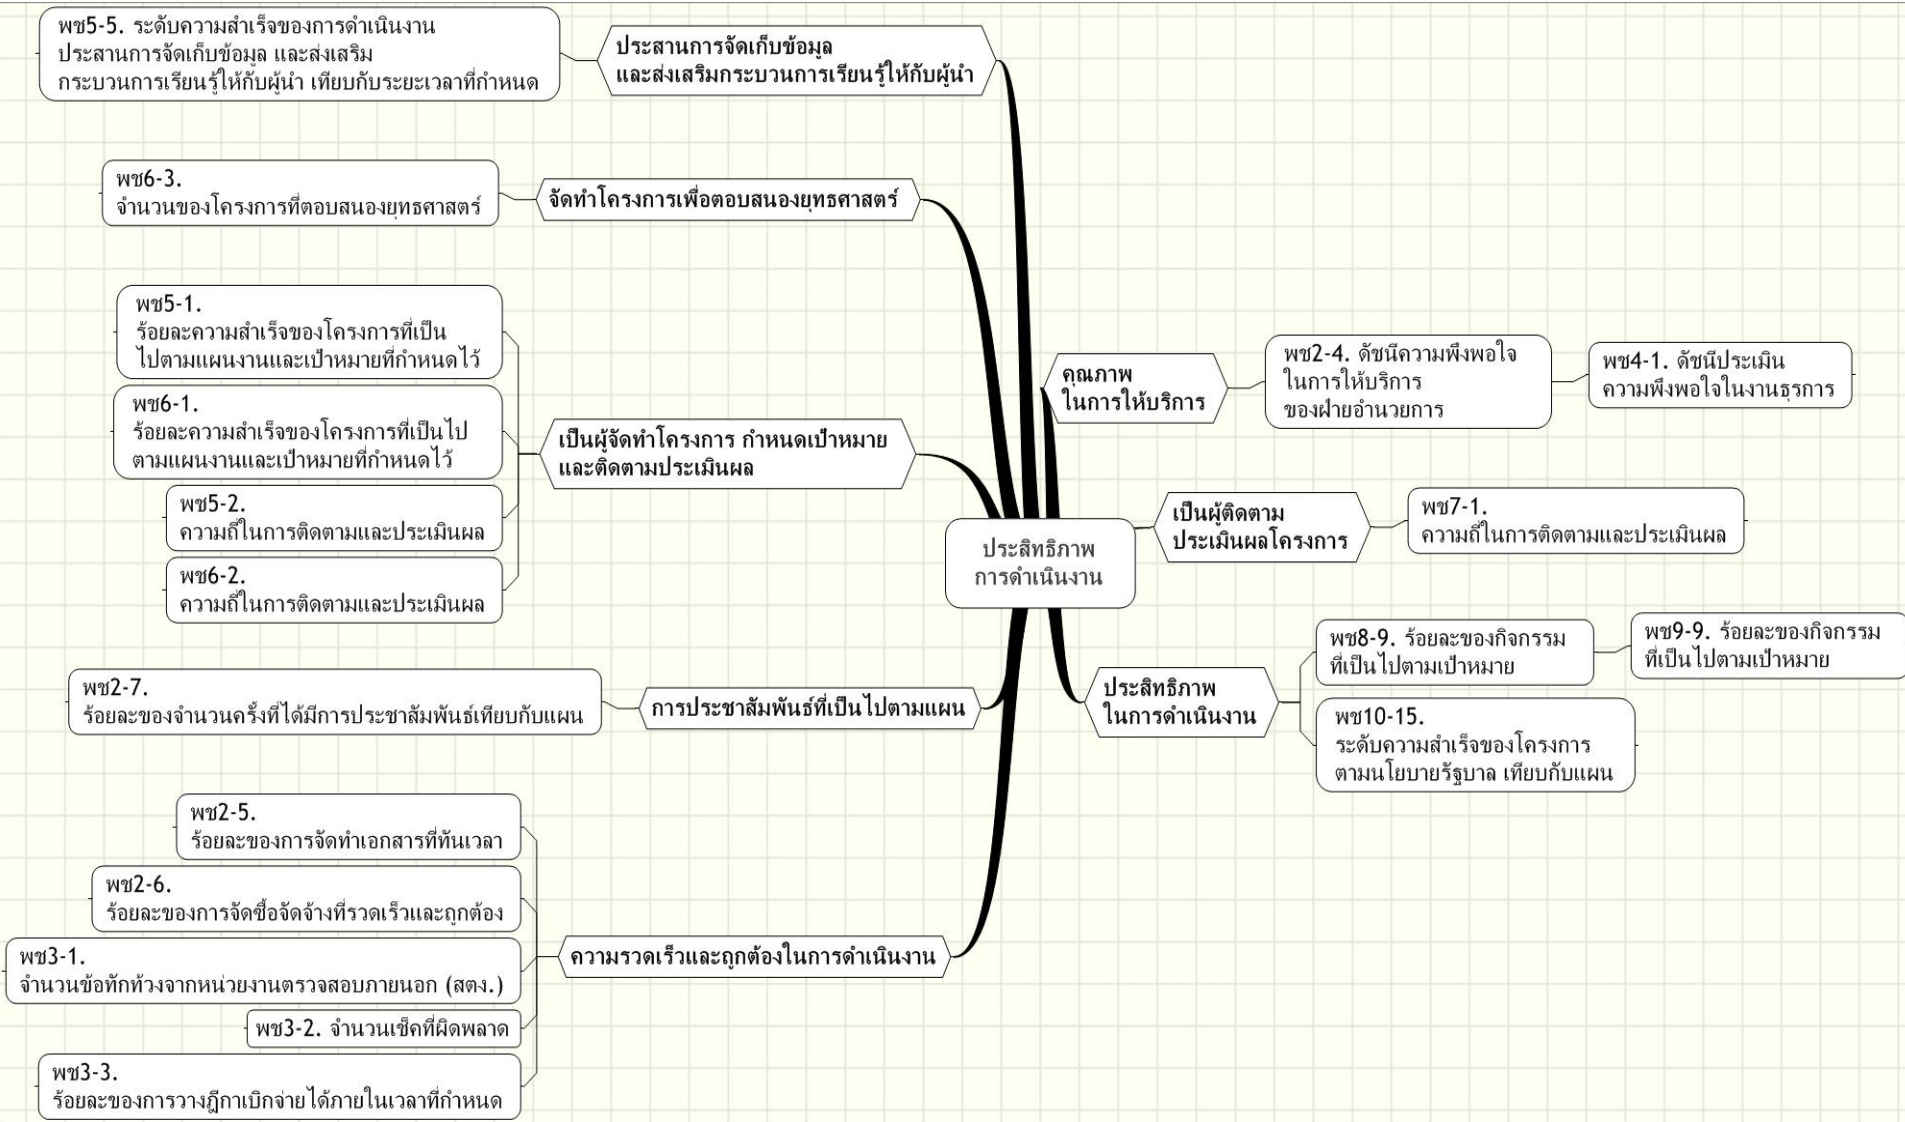 พช5-5. ระดับความสำเร็จของการดำเนินงาน
ประสานการจัดเก็บข้อมูล และส่งเสริม
กระบวนการเรียนรู้ให้กับผู้นำ เทียบกับระยะเวลาที่กำหนด
ประสานการจัดเก็บข้อมูล
และส่งเสริมกระบวนการเรียนรู้ให้กับผู้นำ
พช6-3.
จำนวนของโครงการที่ตอบสนองยุทธศาสตร์
จัดทำโครงการเพื่อตอบสนองยุทธศาสตร์
พช5-1.
ร้อยละความสำเร็จของโครงการที่เป็น
ไปตามแผนงานและเป้าหมายที่กำหนดไว้
พช6-1.
ร้อยละความสำเร็จของโครงการที่เป็นไป
ตามแผนงานและเป้าหมายที่กำหนดไว้
พช5-2.
ความถี่ในการติดตามและประเมินผล
พช6-2.
ความถี่ในการติดตามและประเมินผล
เป็นผู้จัดทำโครงการ กำหนดเป้าหมาย
และติดตามประเมินผล
พช2-7.
ร้อยละของจำนวนครั้งที่ได้มีการประชาสัมพันธ์เทียบกับแผน
การประชาสัมพันธ์ที่เป็นไปตามแผน
พช2-5.
ร้อยละของการจัดทำเอกสารที่ทันเวลา
พช2-6.
ร้อยละของการจัดซื้อจัดจ้างที่รวดเร็วและถูกต้อง
พช3-1.
จำนวนข้อทักท้วงจากหน่วยงานตรวจสอบภายนอก (สตง.)
พช3-2. จำนวนเช็คที่ผิดพลาด
พช3-3.
ร้อยละของการวางฎีกาเบิกจ่ายได้ภายในเวลาที่กำหนด
ความรวดเร็วและถูกต้องในการดำเนินงาน
ประสิทธิภาพ
การดำเนินงาน
คุณภาพ
ในการให้บริการ
พช2-4. ดัชนีความพึงพอใจ
ในการให้บริการ
ของฝ่ายอำนวยการ
พช4-1. ดัชนีประเมิน
ความพึงพอใจในงานธุรการ
เป็นผู้ติดตาม
ประเมินผลโครงการ
พช7-1.
ความถี่ในการติดตามและประเมินผล
ประสิทธิภาพ
ในการดำเนินงาน
พช8-9. ร้อยละของกิจกรรม
ที่เป็นไปตามเป้าหมาย
พช9-9. ร้อยละของกิจกรรม
ที่เป็นไปตามเป้าหมาย
พช10-15.
ระดับความสำเร็จของโครงการ
ตามนโยบายรัฐบาล เทียบกับแผน